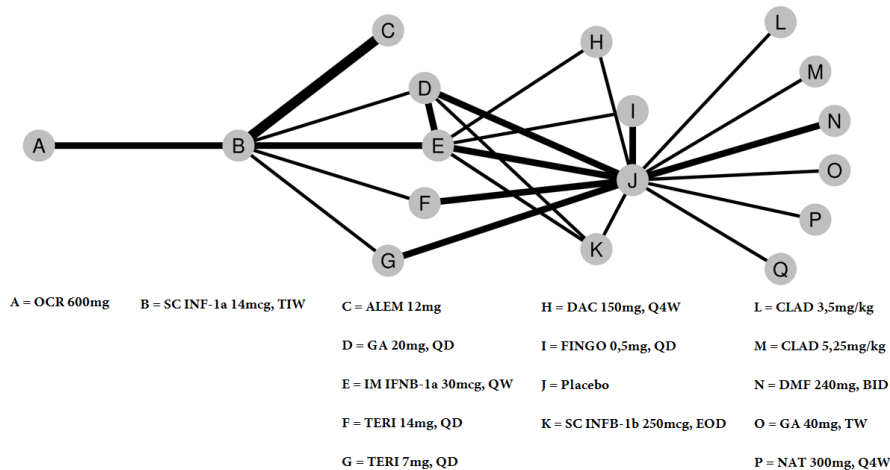 L
C
H
M
D
I
N
A
B
E
O
J
F
P
K
G
Q
A = OCR 600mg
B = SC INF-1a 14mcg, TIW
C = ALEM 12mg
H = DAC 150mg, Q4W
L = CLAD 3,5mg/kg
D = GA 20mg, QD
I = FINGO 0,5mg, QD
M = CLAD 5,25mg/kg
E = IM IFNB-1a 30mcg, QW
J = Placebo
N = DMF 240mg, BID
F = TERI 14mg, QD
K = SC INFB-1b 250mcg, EOD
O = GA 40mg, TW
G = TERI 7mg, QD
P = NAT 300mg, Q4W